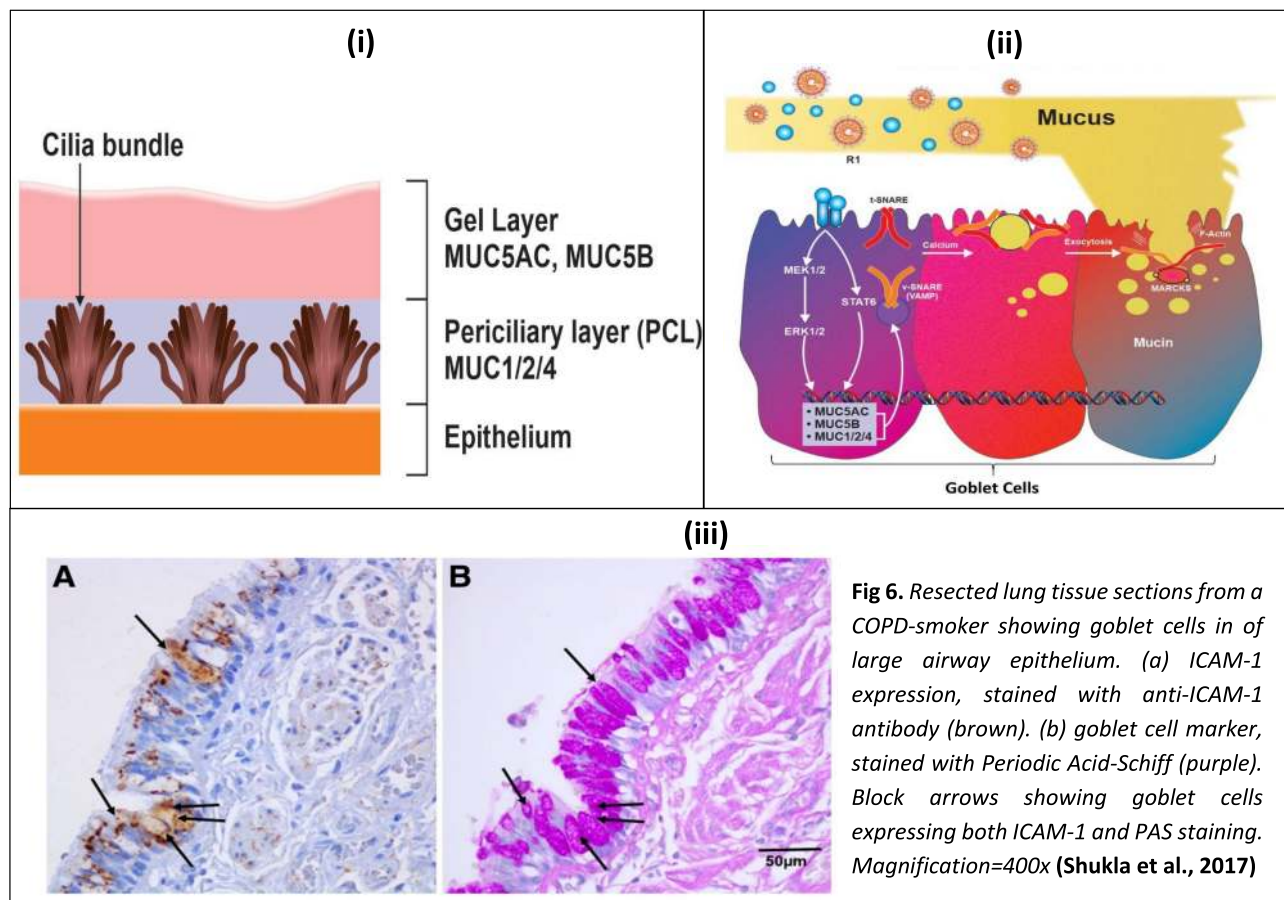 (i)
Cilia bundle
Gel Layer
MUC5AC, MUC5B
Periciliary layer (PCL)
MUC1/2/4
Epithelium
(ii)
Mucus
R1
t-SNARE
Calcium
Exocytosis
F-Actin
MEK1/2
STAT6
v-SNARE
(VAMP)
MARCKS
ERK1/2
Mucin
• MUC5AC
• MUC5B
• MUC1/2/4
Goblet Cells
(iii)
A
B
50µm
Fig 6. Resected lung tissue sections from a
COPD-smoker showing goblet cells in of
large airway epithelium. (a) ICAM-1
expression, stained with anti-ICAM-1
antibody (brown). (b) goblet cell marker,
stained with Periodic Acid-Schiff (purple).
Block arrows showing goblet cells
expressing both ICAM-1 and PAS staining.
Magnification=400x (Shukla et al., 2017)